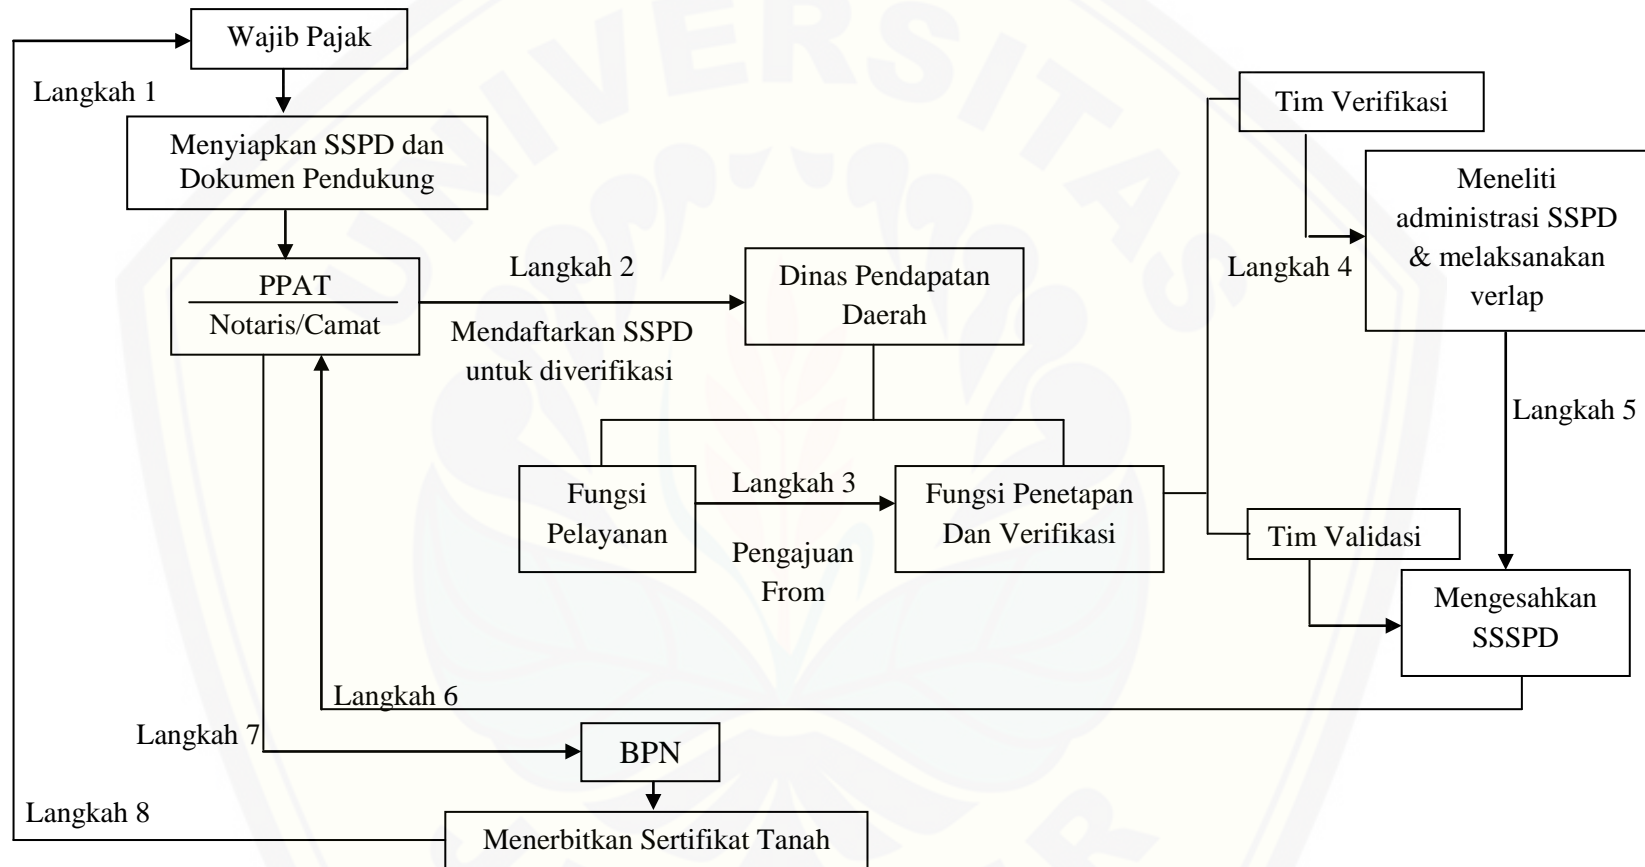 Wajib Pajak
Langkah 1
Menyiapkan SSPD dan
Dokumen Pendukung
PPAT
Notaris/Camat
Langkah 2
Mendaftarkan SSPD
untuk diverifikasi
Dinas Pendapatan
Daerah
Fungsi
Pelayanan
Langkah 3
Pengajuan
From
Fungsi Penetapan
Dan Verifikasi
Tim Verifikasi
Langkah 4
Meneliti
administrasi SSPD
& melaksanakan
verlap
Langkah 5
Tim Validasi
Mengesahkan
SSSPD
Langkah 6
Langkah 7
BPN
Langkah 8
Menerbitkan Sertifikat Tanah
UNIVERSITAS